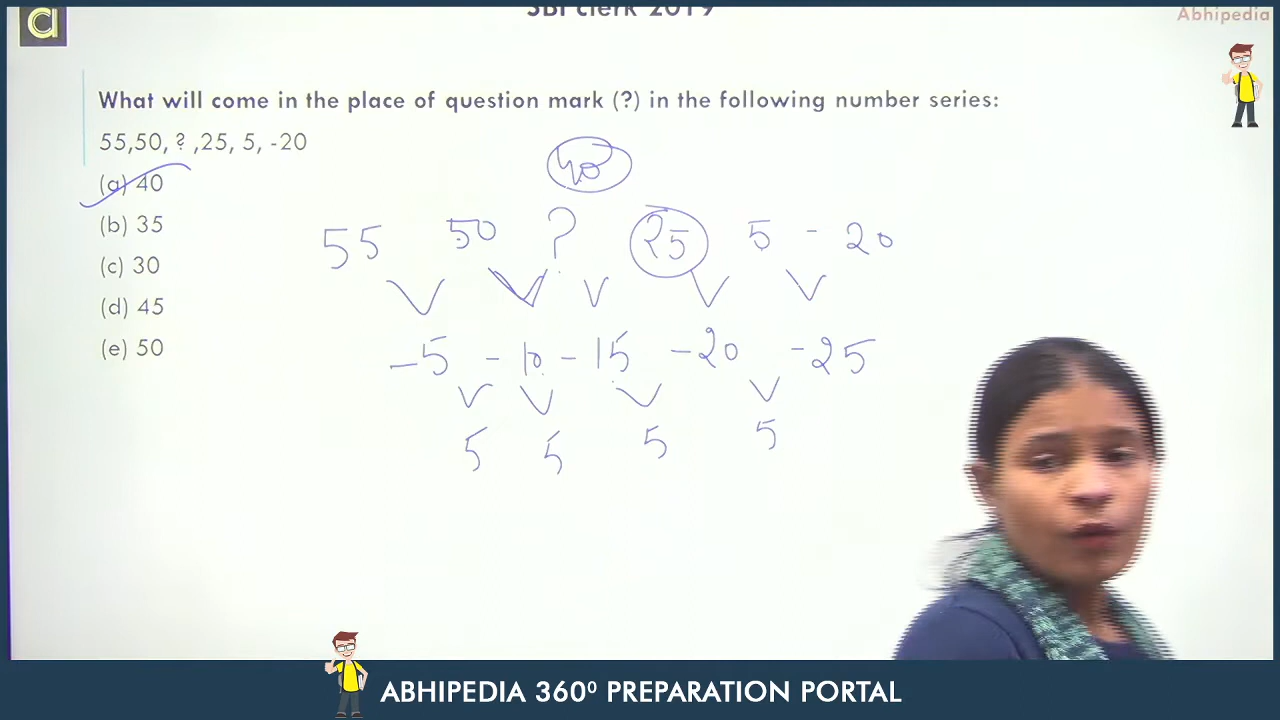 SBI Clerk 2019
Abhipedia
a
What will come in the place of question mark (?) in the following number series:
55,50, ? ,25, 5, -20
(a) 40
(b) 35
(c) 30
(d) 45
(e) 50
40
55 50 ? 25 5 - 20
-5 - 10 - 15 - 20 - 25
5 5 5 5
ABHIPEDIA 360⁰ PREPARATION PORTAL